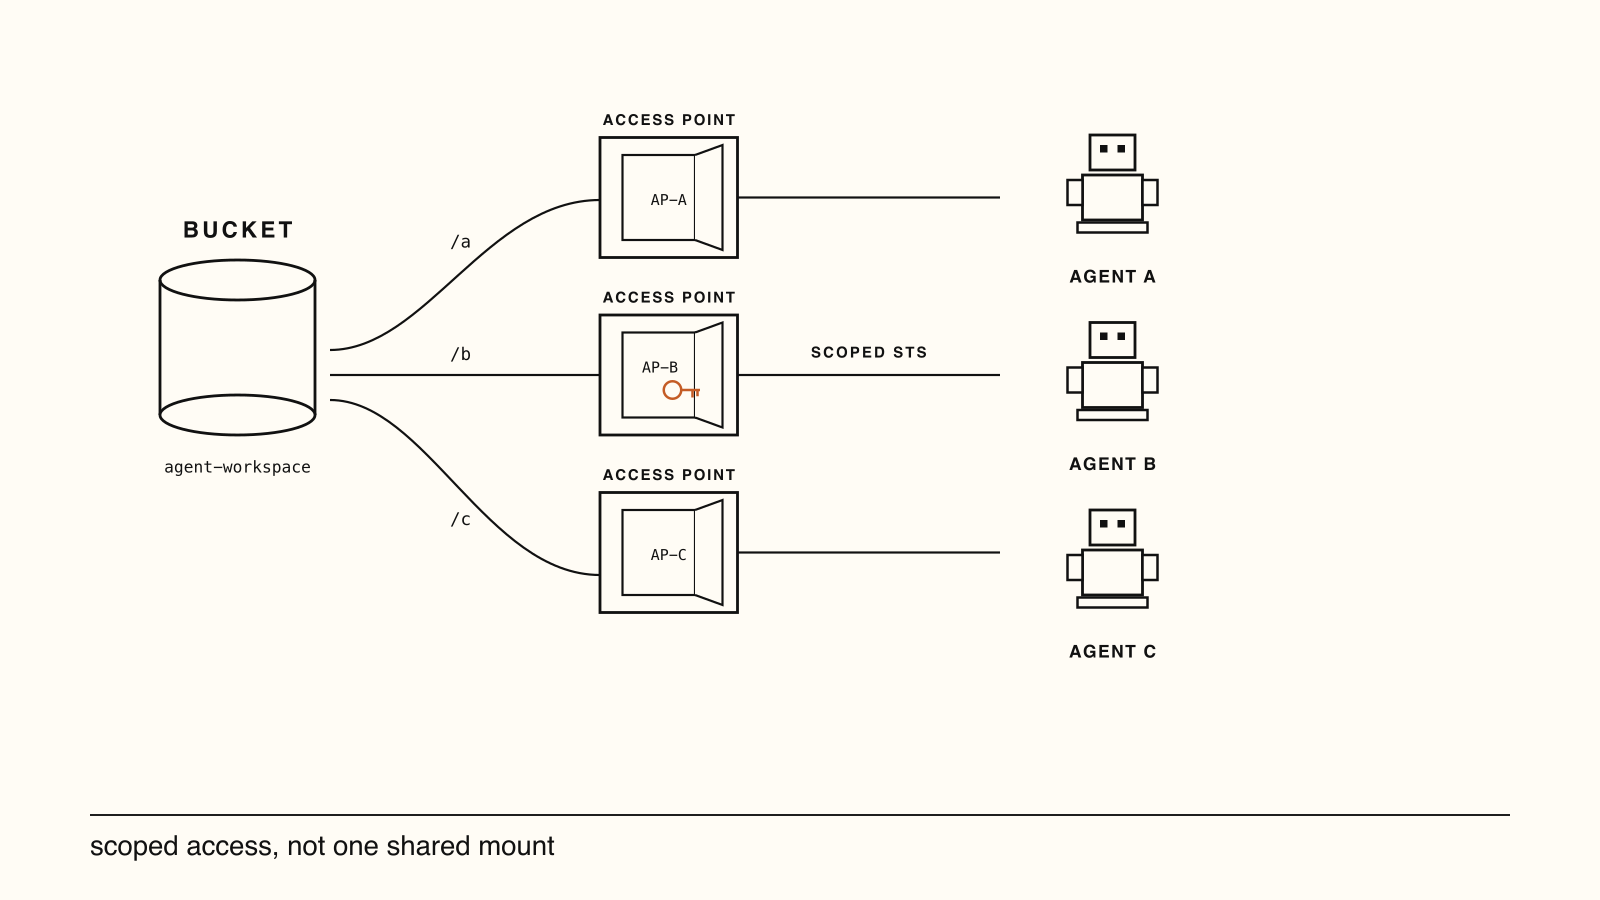 BUCKET
agent−workspace
/a
/b
/c
ACCESS POINT
AP−A
ACCESS POINT
AP−B
ACCESS POINT
AP−C
SCOPED STS
AGENT A
AGENT B
AGENT C
scoped access, not one shared mount